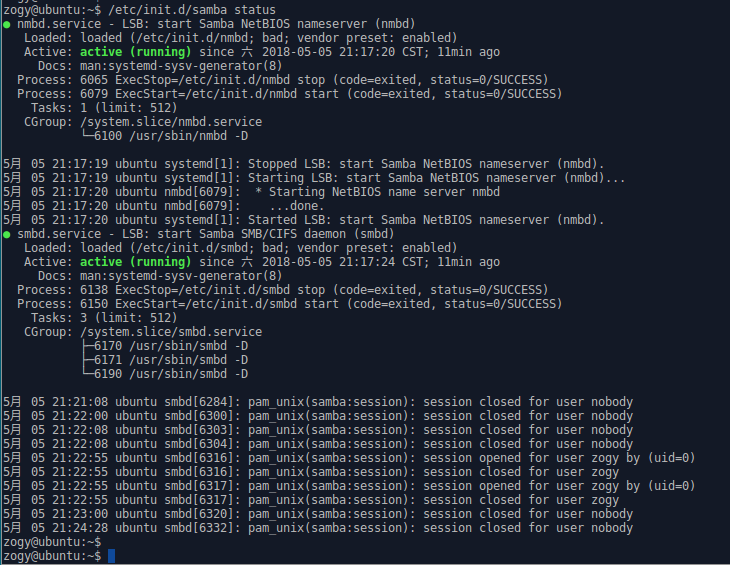 zogy@ubuntu:~$ /etc/init.d/samba status
● nmbd.service - LSB: start Samba NetBIOS nameserver (nmbd)
   Loaded: loaded (/etc/init.d/nmbd; bad; vendor preset: enabled)
   Active: active (running) since 六 2018-05-05 21:17:20 CST; 11min ago
     Docs: man:systemd-sysv-generator(8)
  Process: 6065 ExecStop=/etc/init.d/nmbd stop (code=exited, status=0/SUCCESS)
  Process: 6079 ExecStart=/etc/init.d/nmbd start (code=exited, status=0/SUCCESS)
    Tasks: 1 (limit: 512)
   CGroup: /system.slice/nmbd.service
           └─6100 /usr/sbin/nmbd -D

5月 05 21:17:19 ubuntu systemd[1]: Stopped LSB: start Samba NetBIOS nameserver (nmbd).
5月 05 21:17:19 ubuntu systemd[1]: Starting LSB: start Samba NetBIOS nameserver (nmbd)...
5月 05 21:17:20 ubuntu nmbd[6079]:  * Starting NetBIOS name server nmbd
5月 05 21:17:20 ubuntu nmbd[6079]:    ...done.
5月 05 21:17:20 ubuntu systemd[1]: Started LSB: start Samba NetBIOS nameserver (nmbd).
● smbd.service - LSB: start Samba SMB/CIFS daemon (smbd)
   Loaded: loaded (/etc/init.d/smbd; bad; vendor preset: enabled)
   Active: active (running) since 六 2018-05-05 21:17:24 CST; 11min ago
     Docs: man:systemd-sysv-generator(8)
  Process: 6138 ExecStop=/etc/init.d/smbd stop (code=exited, status=0/SUCCESS)
  Process: 6150 ExecStart=/etc/init.d/smbd start (code=exited, status=0/SUCCESS)
    Tasks: 3 (limit: 512)
   CGroup: /system.slice/smbd.service
           ├─6170 /usr/sbin/smbd -D
           ├─6171 /usr/sbin/smbd -D
           └─6190 /usr/sbin/smbd -D

5月 05 21:21:08 ubuntu smbd[6284]: pam_unix(samba:session): session closed for user nobody
5月 05 21:22:00 ubuntu smbd[6300]: pam_unix(samba:session): session closed for user nobody
5月 05 21:22:08 ubuntu smbd[6303]: pam_unix(samba:session): session closed for user nobody
5月 05 21:22:08 ubuntu smbd[6304]: pam_unix(samba:session): session closed for user nobody
5月 05 21:22:55 ubuntu smbd[6316]: pam_unix(samba:session): session opened for user zogy by (uid=0)
5月 05 21:22:55 ubuntu smbd[6316]: pam_unix(samba:session): session closed for user zogy
5月 05 21:22:55 ubuntu smbd[6317]: pam_unix(samba:session): session opened for user zogy by (uid=0)
5月 05 21:22:55 ubuntu smbd[6317]: pam_unix(samba:session): session closed for user zogy
5月 05 21:23:00 ubuntu smbd[6320]: pam_unix(samba:session): session closed for user nobody
5月 05 21:24:28 ubuntu smbd[6332]: pam_unix(samba:session): session closed for user nobody
zogy@ubuntu:~$
zogy@ubuntu:~$